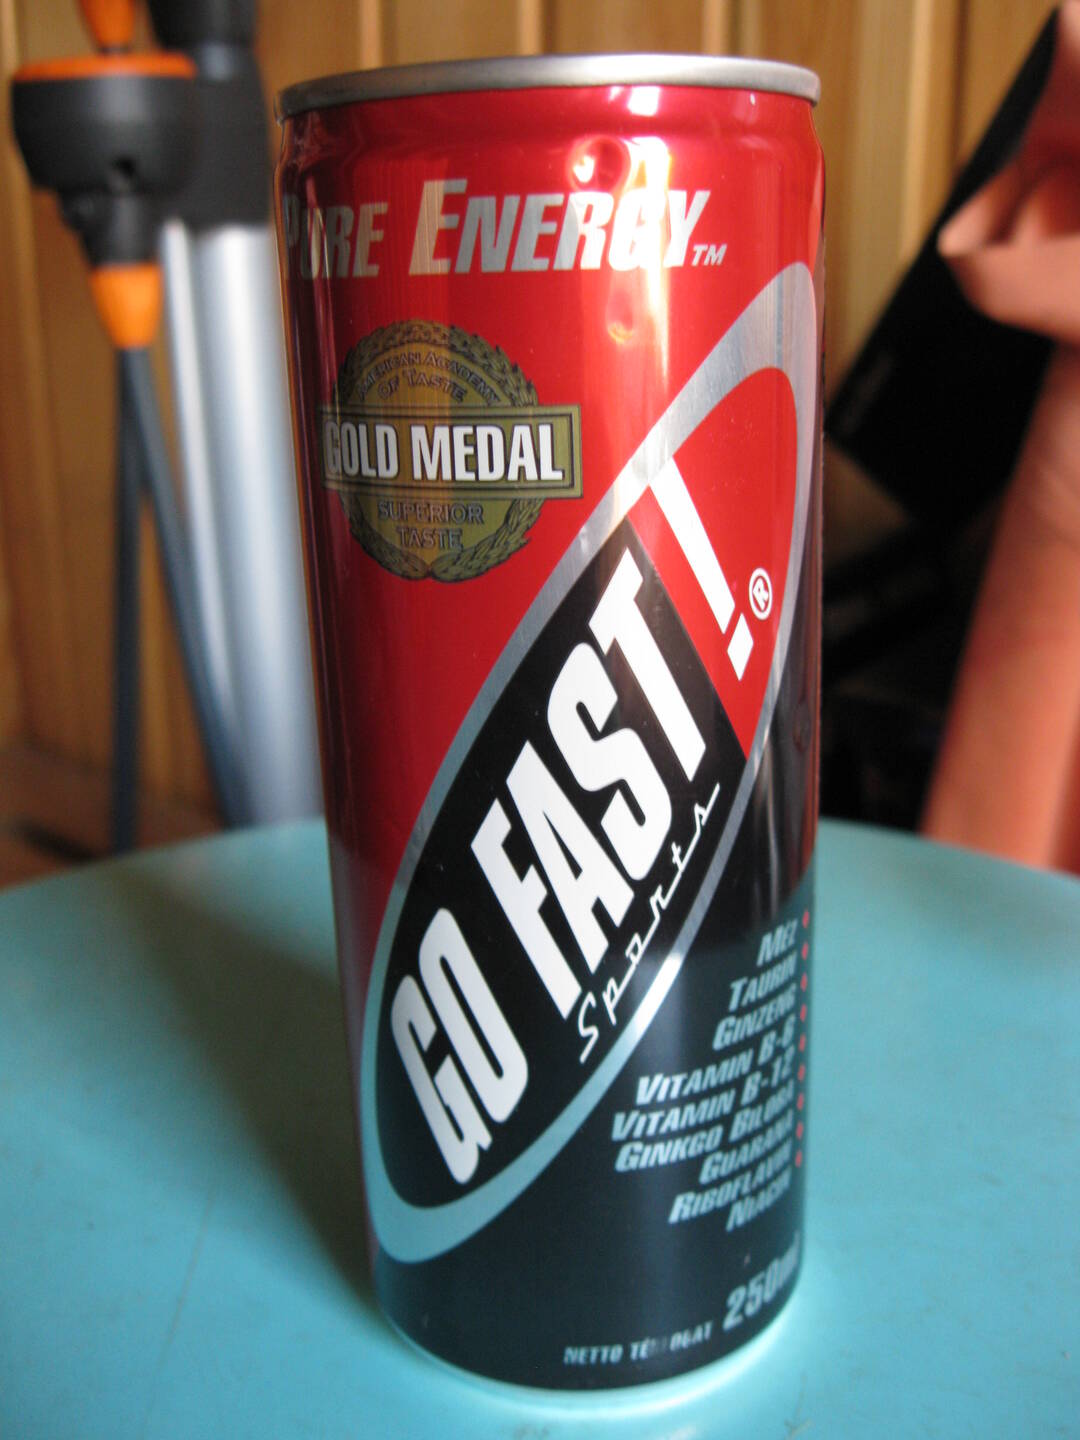 PURE ENERGY™
AMERICAN ACADEMY
OF TASTE
GOLD MEDAL
SUPERIOR
TASTE
GO FAST!®
Sports
MÉZ
TAURIN
GINZENG
VITAMIN B-6
VITAMIN B-12
GINKGO BILOBA
GUARANA
RIBOFLAVIN
NIACIN
NETTO 250ml